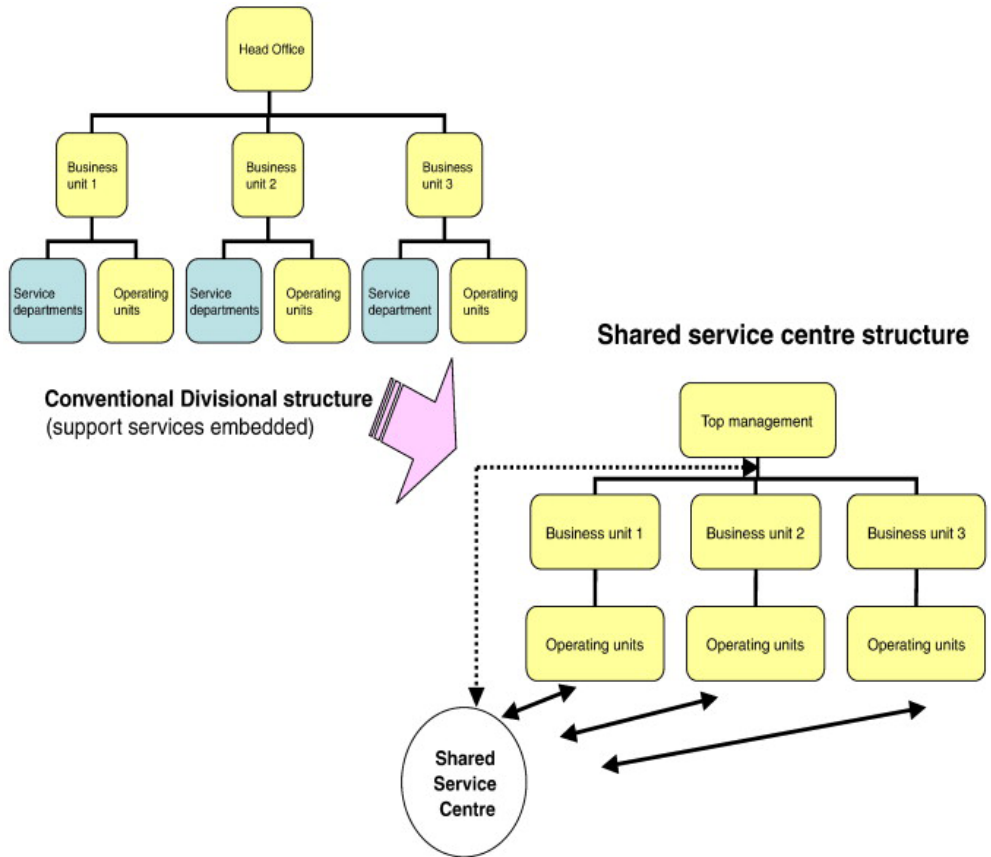 Head Office
Business
unit 1
Business
unit 2
Business
unit 3
Service
departments
Operating
units
Service
departments
Operating
units
Service
department
Operating
units
Conventional Divisional structure
(support services embedded)
Shared service centre structure
Top management
Business unit 1
Business unit 2
Business unit 3
Operating units
Operating units
Operating units
Shared
Service
Centre